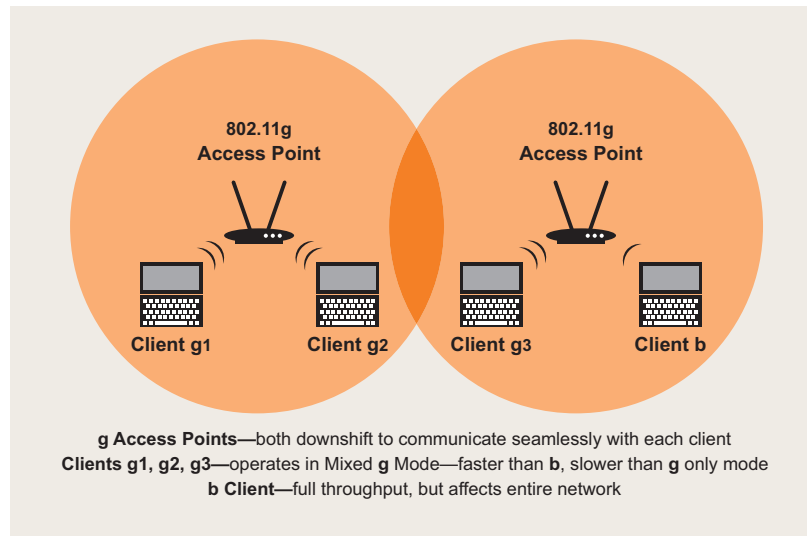 802.11g
Access Point
802.11g
Access Point
Client g1
Client g2
Client g3
Client b
g Access Points—both downshift to communicate seamlessly with each client
Clients g1, g2, g3—operates in Mixed g Mode—faster than b, slower than g only mode
b Client—full throughput, but affects entire network